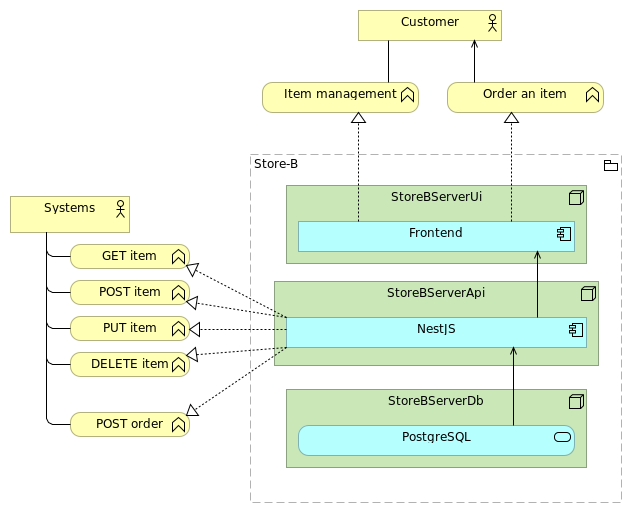 Customer
Item management
Order an item
Store-B
StoreBServerUi
Systems
Frontend
GET item
POST item
StoreBServerApi
PUT item
NestJS
DELETE item
StoreBServerDb
POST order
PostgreSQL